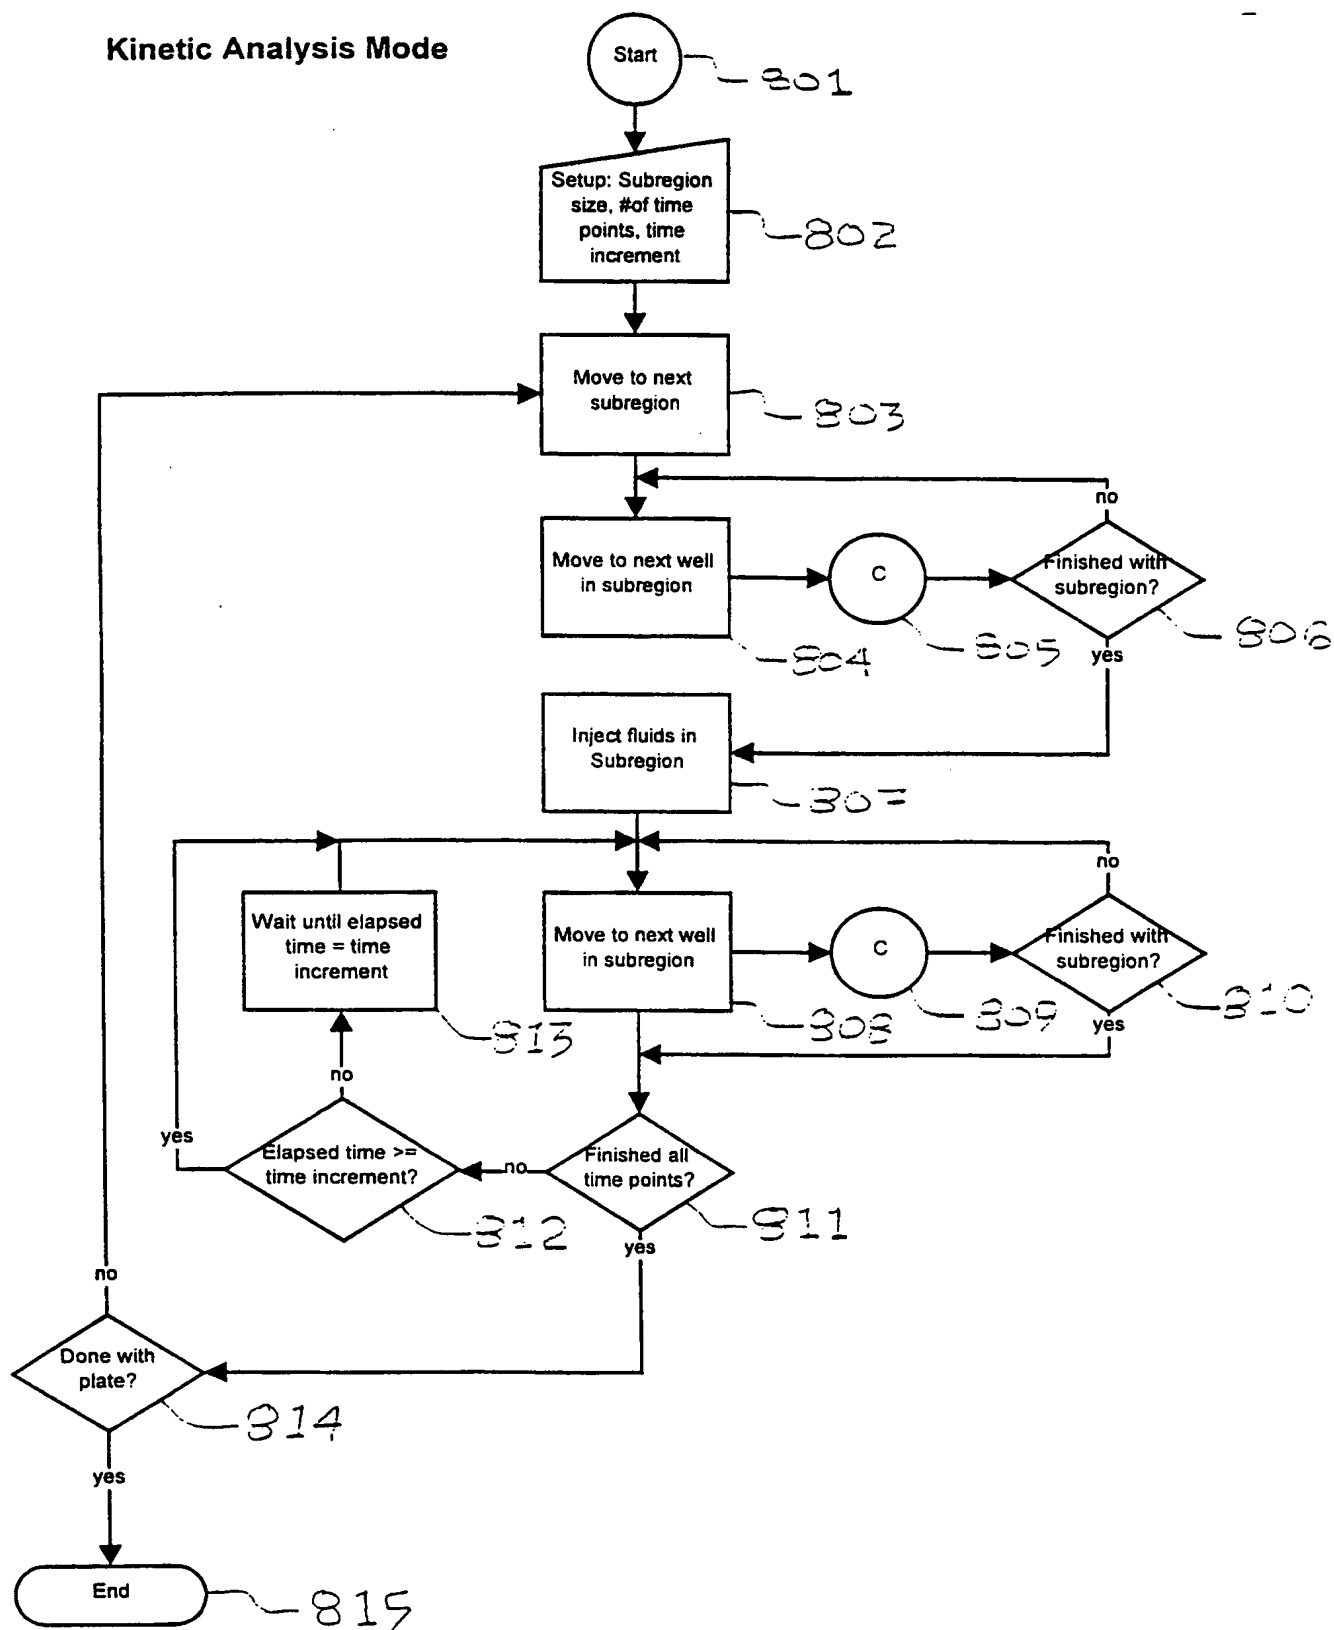 Kinetic Analysis Mode
Start
801
Setup: Subregion
size, #of time
points, time
increment
802
Move to next
subregion
803
no
Move to next well
in subregion
C
Finished with
subregion?
804
805
806
yes
Inject fluids in
Subregion
807
no
Wait until elapsed
time = time
increment
Move to next well
in subregion
C
Finished with
subregion?
813
808
809
810
yes
no
yes
Elapsed time >=
time increment?
no
Finished all
time points?
812
811
yes
no
Done with
plate?
814
yes
End
815